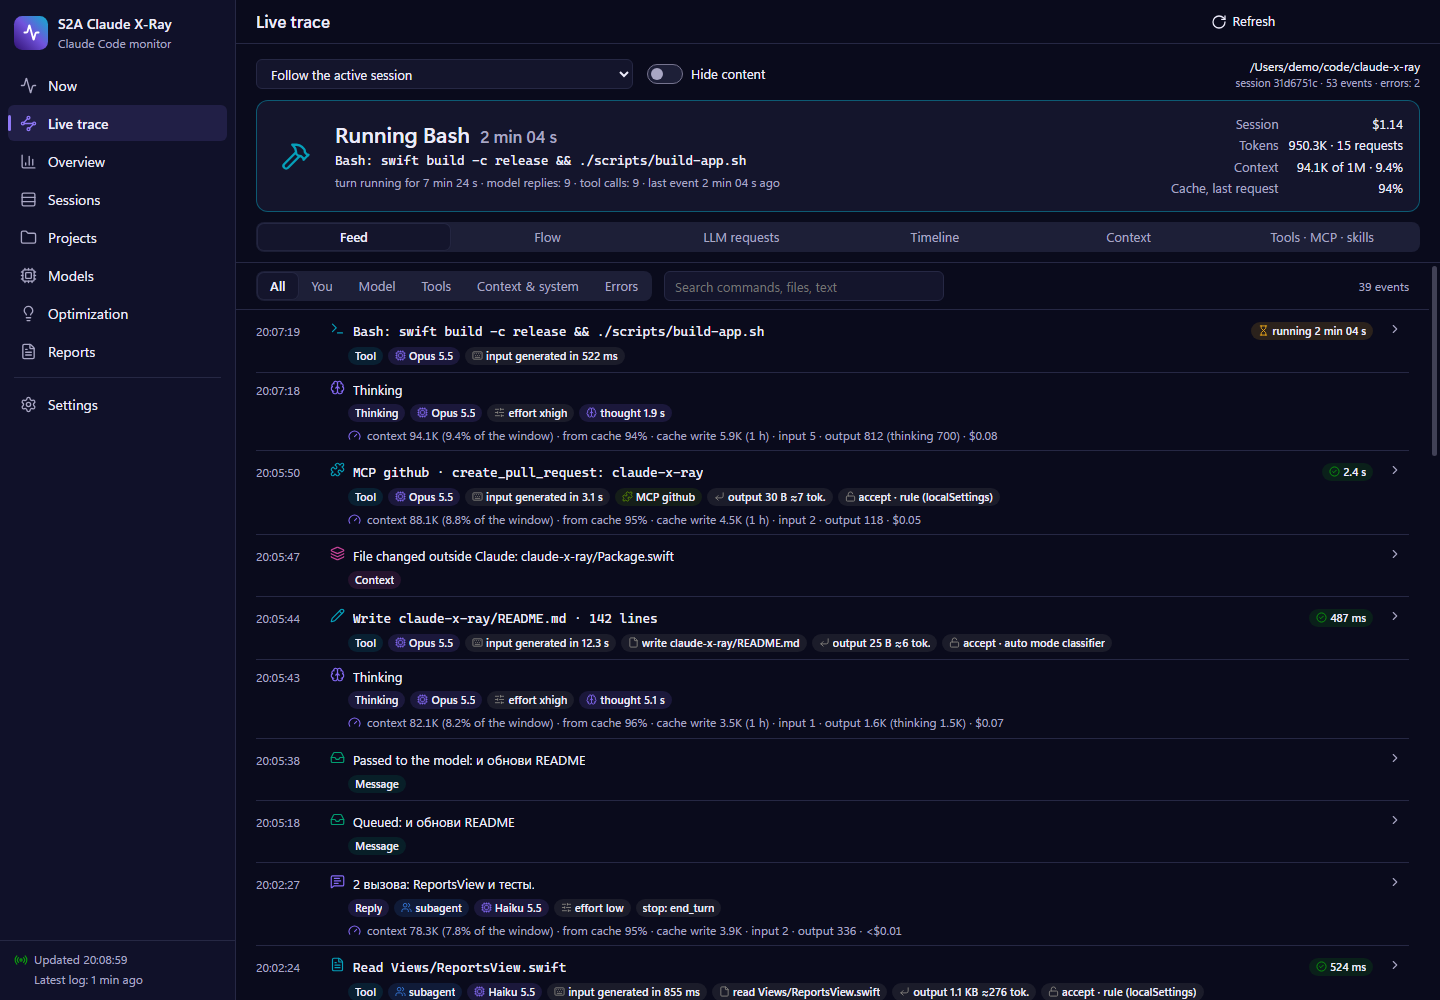 S2A Claude X-Ray
Claude Code monitor
Now
Live trace
Overview
Sessions
Projects
Models
Optimization
Reports
Settings
Updated 20:08:59
Latest log: 1 min ago
Live trace
Refresh
Follow the active session
Hide content
/Users/demo/code/claude-x-ray
session 31d6751c · 53 events · errors: 2
Running Bash 2 min 04 s
Bash: swift build -c release && ./scripts/build-app.sh
turn running for 7 min 24 s · model replies: 9 · tool calls: 9 · last event 2 min 04 s ago
Session $1.14
Tokens 950.3K · 15 requests
Context 94.1K of 1M · 9.4%
Cache, last request 94%
Feed Flow LLM requests Timeline Context Tools · MCP · skills
All You Model Tools Context & system Errors Search commands, files, text 39 events
20:07:19 Bash: swift build -c release && ./scripts/build-app.sh running 2 min 04 s
Tool Opus 5.5 input generated in 522 ms
20:07:18 Thinking
Thinking Opus 5.5 effort xhigh thought 1.9 s
context 94.1K (9.4% of the window) · from cache 94% · cache write 5.9K (1 h) · input 5 · output 812 (thinking 700) · $0.08
20:05:50 MCP github · create_pull_request: claude-x-ray 2.4 s
Tool Opus 5.5 input generated in 3.1 s MCP github output 30 B ≈7 tok. accept · rule (localSettings)
context 88.1K (8.8% of the window) · from cache 95% · cache write 4.5K (1 h) · input 2 · output 118 · $0.05
20:05:47 File changed outside Claude: claude-x-ray/Package.swift
Context
20:05:44 Write claude-x-ray/README.md · 142 lines 487 ms
Tool Opus 5.5 input generated in 12.3 s write claude-x-ray/README.md output 25 B ≈6 tok. accept · auto mode classifier
20:05:43 Thinking
Thinking Opus 5.5 effort xhigh thought 5.1 s
context 82.1K (8.2% of the window) · from cache 96% · cache write 3.5K (1 h) · input 1 · output 1.6K (thinking 1.5K) · $0.07
20:05:38 Passed to the model: и обнови README
Message
20:05:18 Queued: и обнови README
Message
20:02:27 2 вызова: ReportsView и тесты.
Reply subagent Haiku 5.5 effort low stop: end_turn
context 78.3K (7.8% of the window) · from cache 95% · cache write 3.9K · input 2 · output 336 · <$0.01
20:02:24 Read Views/ReportsView.swift 524 ms
Tool subagent Haiku 5.5 input generated in 855 ms read Views/ReportsView.swift output 1.1 KB ≈276 tok. accept · rule (localSettings)